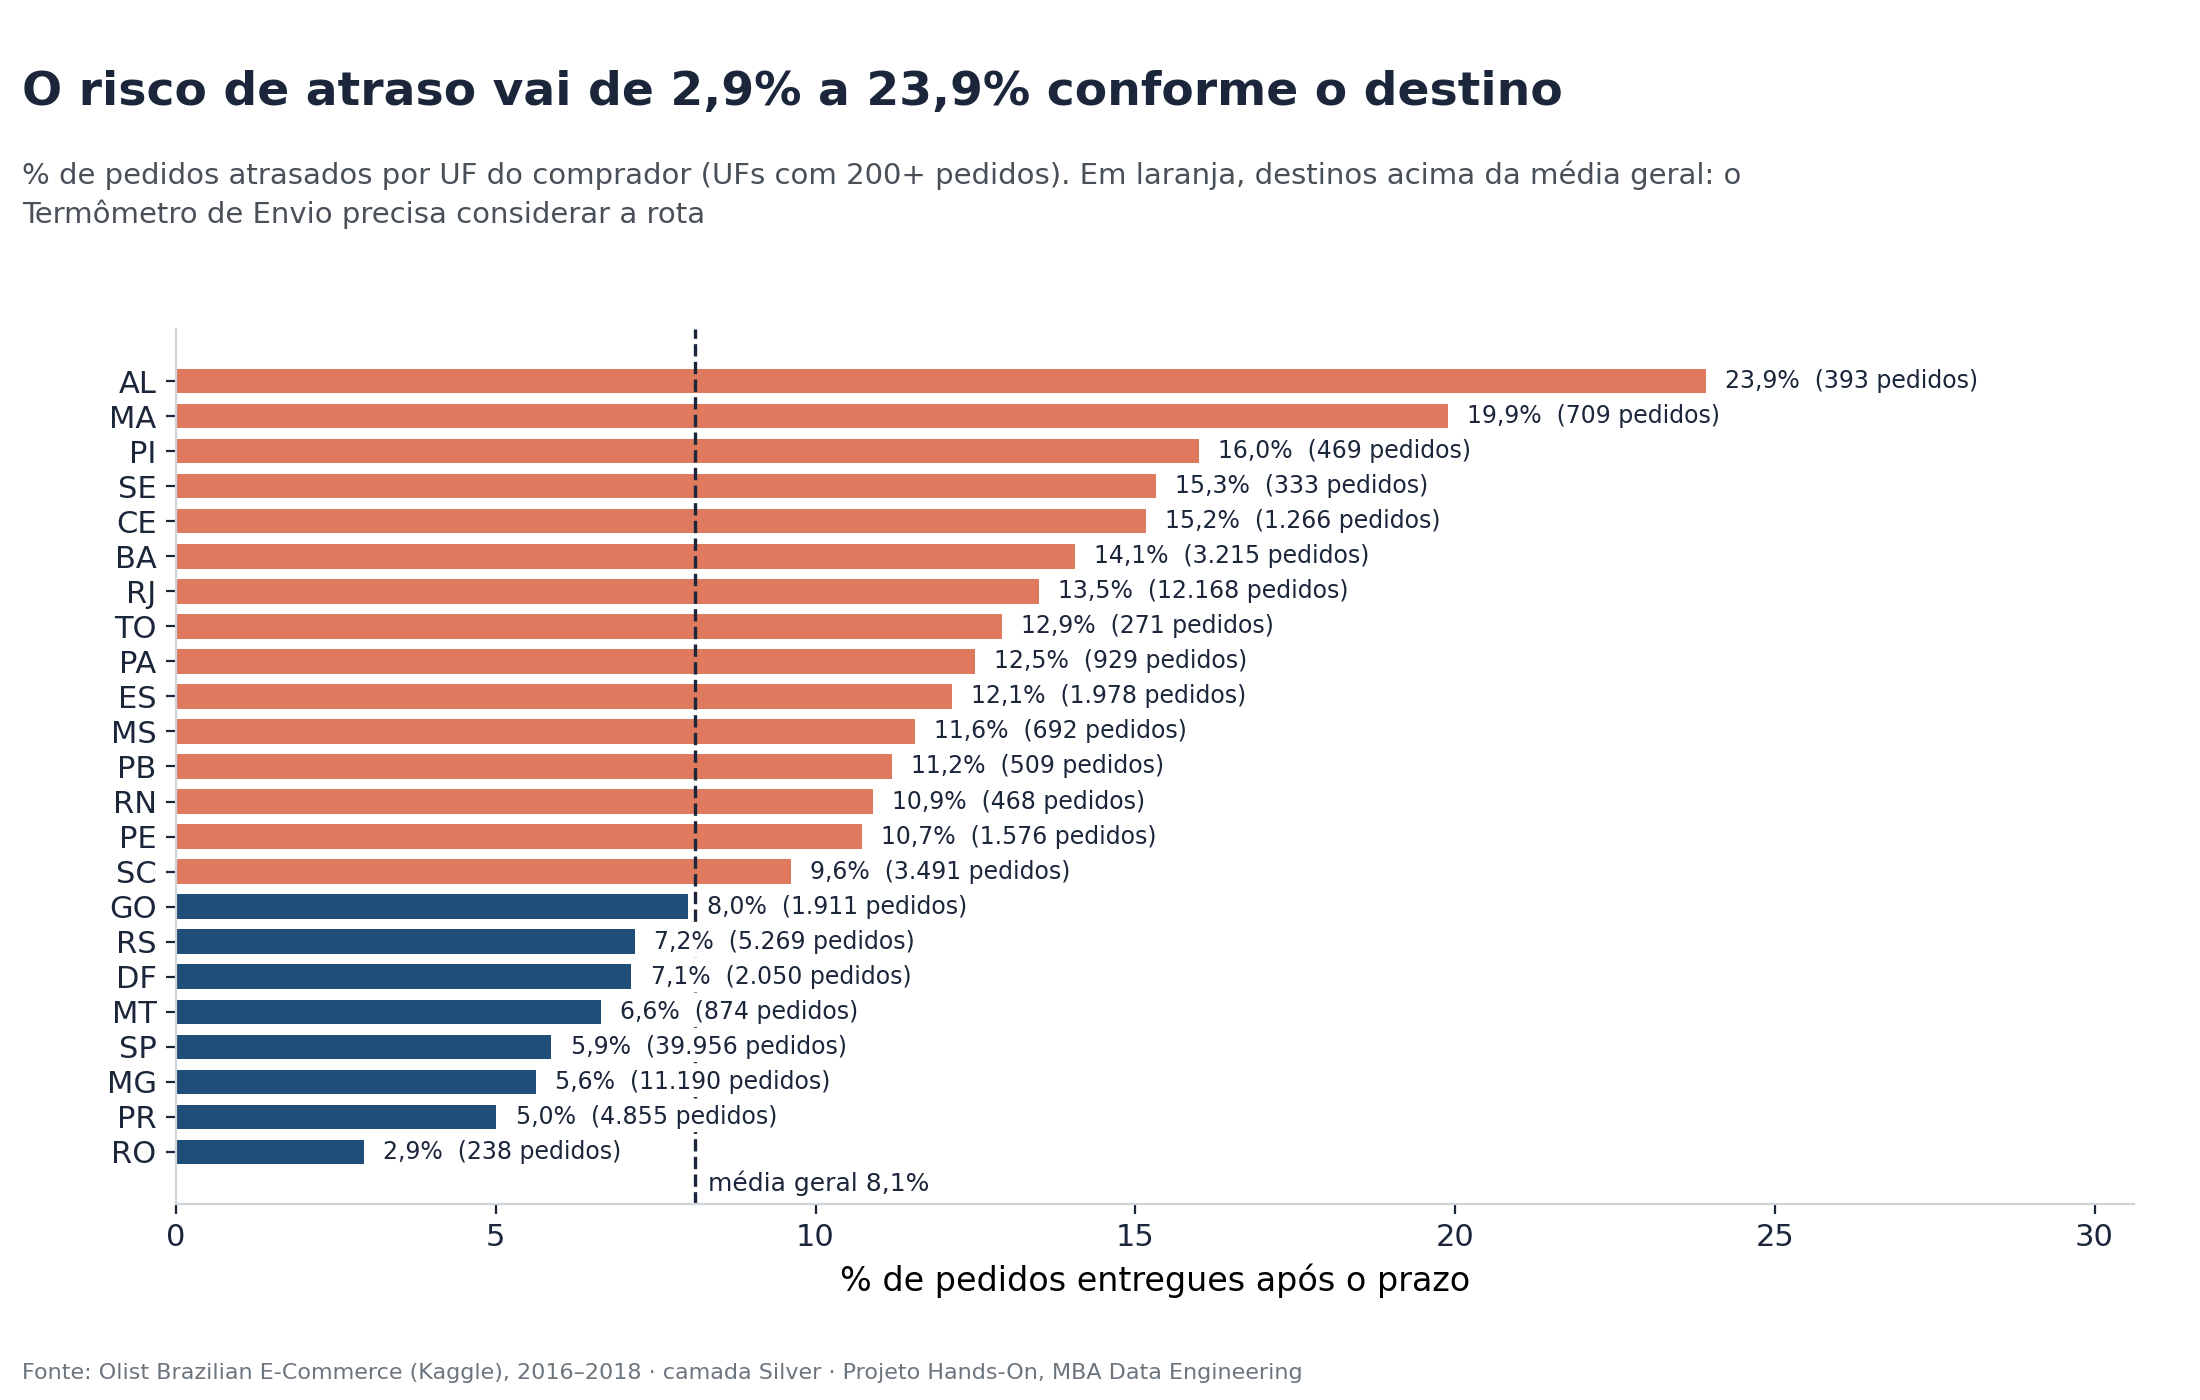 O risco de atraso vai de 2,9% a 23,9% conforme o destino
% de pedidos atrasados por UF do comprador (UFs com 200+ pedidos). Em laranja, destinos acima da média geral: o
Termômetro de Envio precisa considerar a rota
AL 23,9% (393 pedidos)
MA 19,9% (709 pedidos)
PI 16,0% (469 pedidos)
SE 15,3% (333 pedidos)
CE 15,2% (1.266 pedidos)
BA 14,1% (3.215 pedidos)
RJ 13,5% (12.168 pedidos)
TO 12,9% (271 pedidos)
PA 12,5% (929 pedidos)
ES 12,1% (1.978 pedidos)
MS 11,6% (692 pedidos)
PB 11,2% (509 pedidos)
RN 10,9% (468 pedidos)
PE 10,7% (1.576 pedidos)
SC 9,6% (3.491 pedidos)
GO 8,0% (1.911 pedidos)
RS 7,2% (5.269 pedidos)
DF 7,1% (2.050 pedidos)
MT 6,6% (874 pedidos)
SP 5,9% (39.956 pedidos)
MG 5,6% (11.190 pedidos)
PR 5,0% (4.855 pedidos)
RO 2,9% (238 pedidos)
média geral 8,1%
0 5 10 15 20 25 30
% de pedidos entregues após o prazo
Fonte: Olist Brazilian E-Commerce (Kaggle), 2016–2018 · camada Silver · Projeto Hands-On, MBA Data Engineering